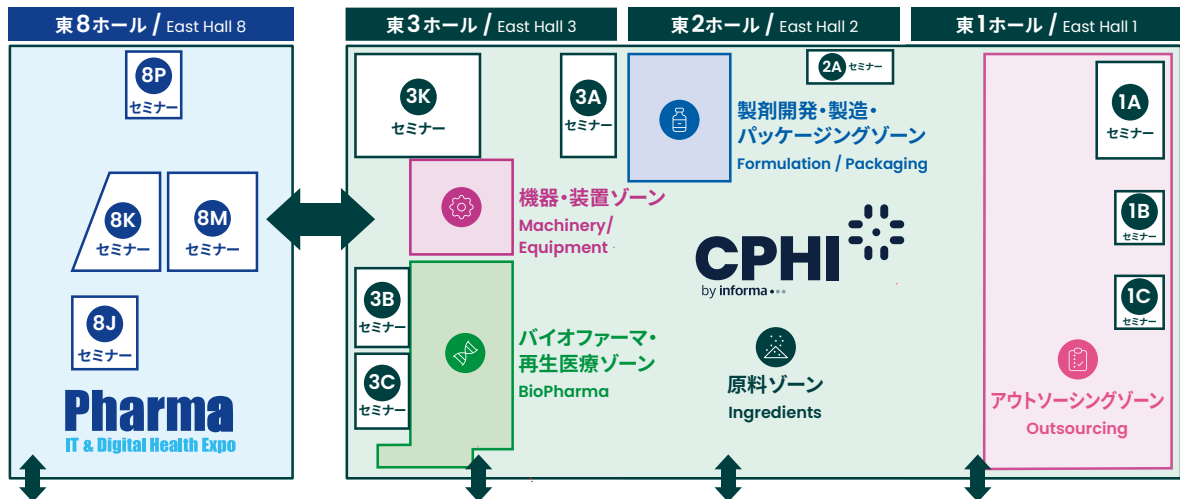 東8ホール / East Hall 8
東3ホール / East Hall 3
東2ホール / East Hall 2
東1ホール / East Hall 1
8P
セミナー
8K
セミナー
8M
セミナー
8J
セミナー
Pharma
IT & Digital Health Expo
3K
セミナー
3A
セミナー
機器・装置ゾーン
Machinery/
Equipment
3B
セミナー
3C
セミナー
バイオファーマ・
再生医療ゾーン
BioPharma
2A セミナー
製剤開発・製造・
パッケージングゾーン
Formulation / Packaging
CPHI
by informa
原料ゾーン
Ingredients
1A
セミナー
1B
セミナー
1C
セミナー
アウトソーシングゾーン
Outsourcing